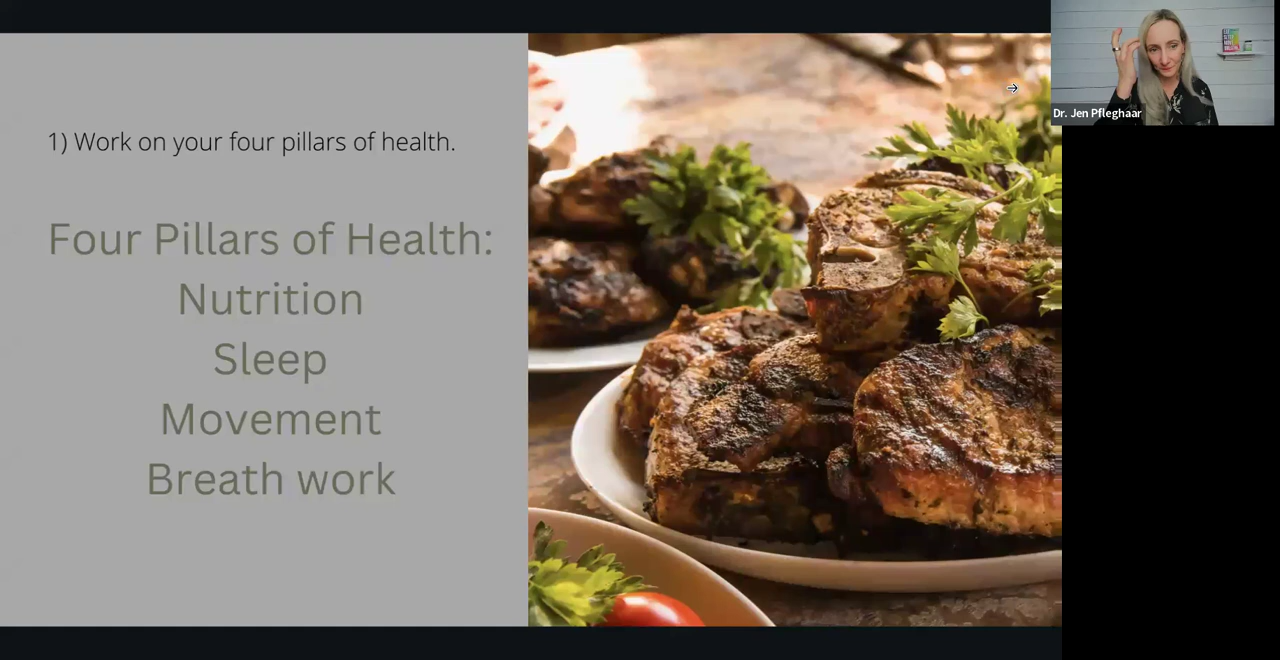 1) Work on your four pillars of health.
Four Pillars of Health:
Nutrition
Sleep
Movement
Breath work
Dr. Jen Pfleghaar